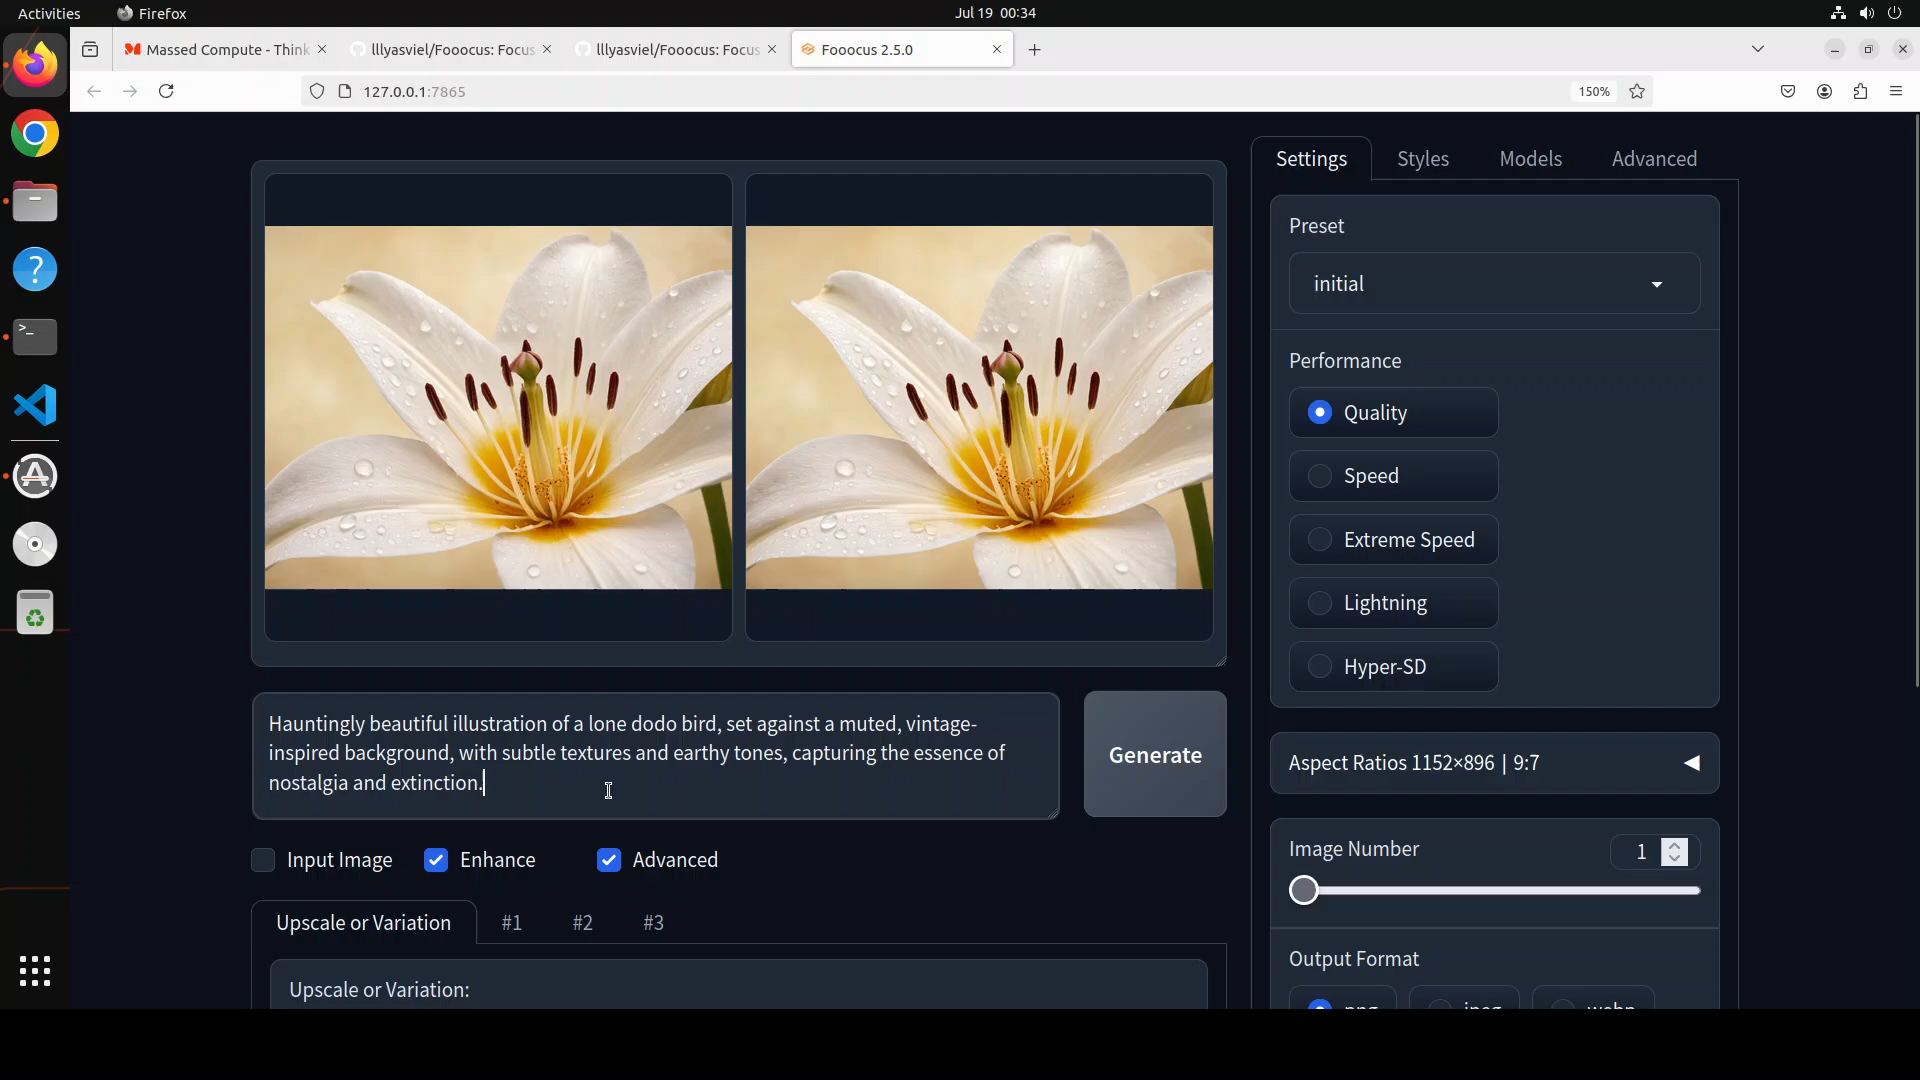 Activities
Firefox
Jul 19 00:34
Massed Compute - Think
lllyasviel/Fooocus: Focus
lllyasviel/Fooocus: Focus
Fooocus 2.5.0
127.0.0.1:7865
150%
Settings
Styles
Models
Advanced
Preset
initial
Performance
Quality
Speed
Extreme Speed
Lightning
Hyper-SD
Hauntingly beautiful illustration of a lone dodo bird, set against a muted, vintage-
inspired background, with subtle textures and earthy tones, capturing the essence of
nostalgia and extinction.
Generate
Aspect Ratios 1152×896 | 9:7
Input Image
Enhance
Advanced
Image Number
1
Upscale or Variation
#1
#2
#3
Output Format
Upscale or Variation:
png
jpeg
webp